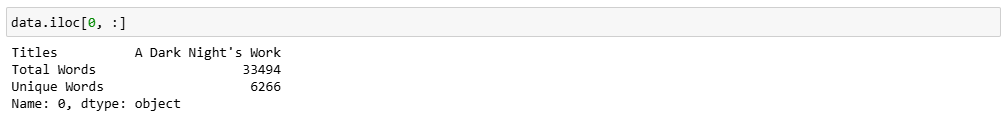 data.iloc[0, :]
Titles          A Dark Night's Work
Total Words                   33494
Unique Words                   6266
Name: 0, dtype: object